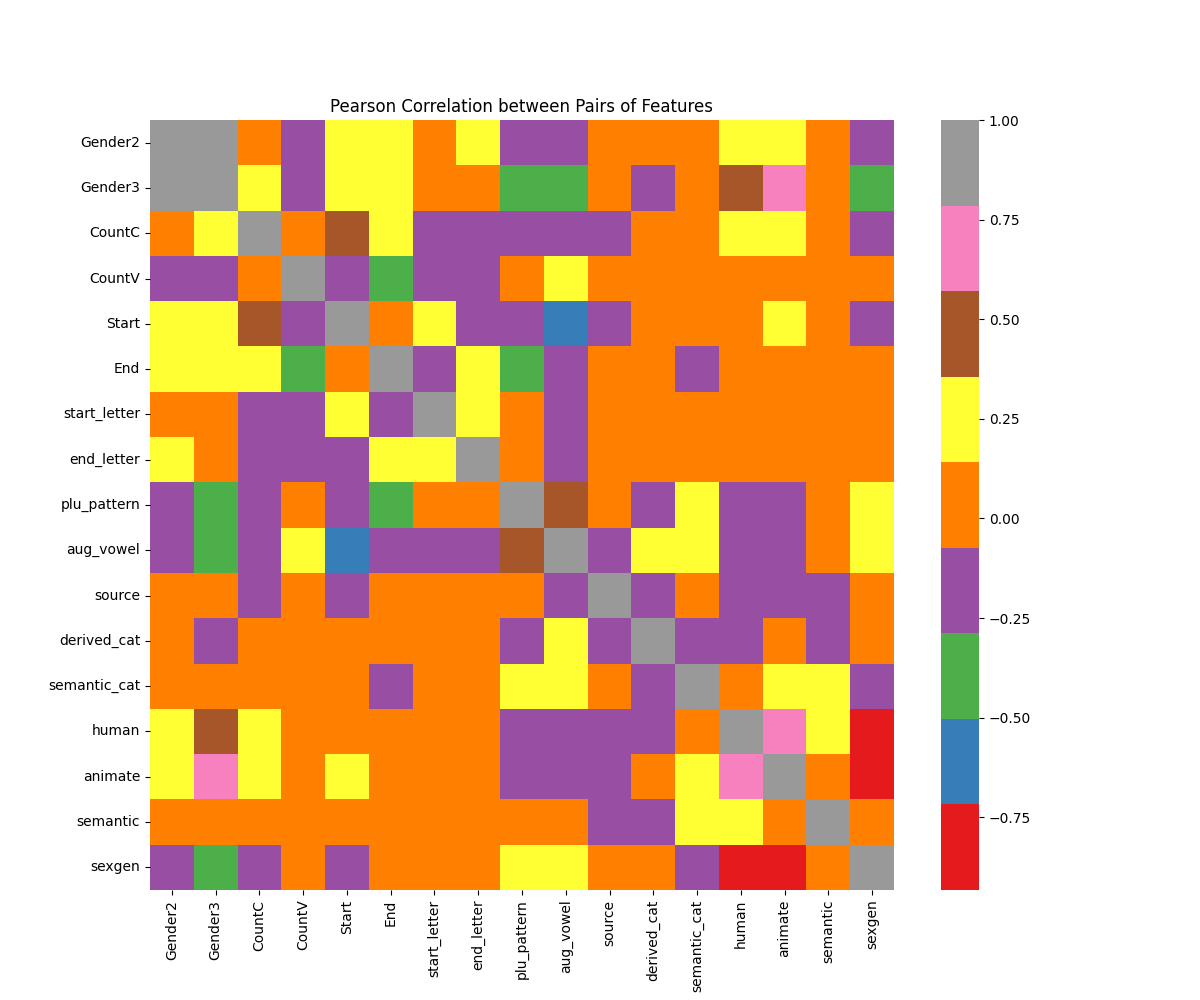 Pearson Correlation between Pairs of Features
Gender2
Gender3
CountC
CountV
Start
End
start_letter
end_letter
plu_pattern
aug_vowel
source
derived_cat
semantic_cat
human
animate
semantic
sexgen
Gender2
Gender3
CountC
CountV
Start
End
start_letter
end_letter
plu_pattern
aug_vowel
source
derived_cat
semantic_cat
human
animate
semantic
sexgen
1.00
0.75
0.50
0.25
0.00
−0.25
−0.50
−0.75